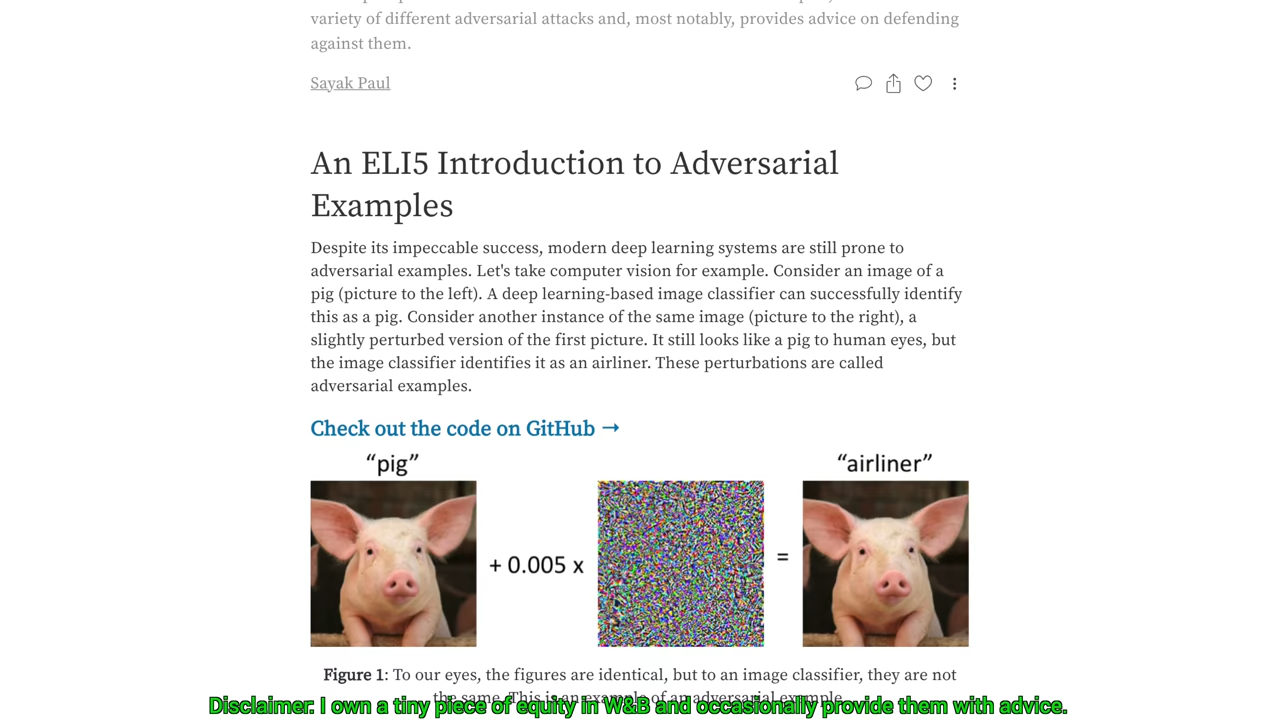 variety of different adversarial attacks and, most notably, provides advice on defending
against them.
Sayak Paul
An ELI5 Introduction to Adversarial
Examples
Despite its impeccable success, modern deep learning systems are still prone to
adversarial examples. Let's take computer vision for example. Consider an image of a
pig (picture to the left). A deep learning-based image classifier can successfully identify
this as a pig. Consider another instance of the same image (picture to the right), a
slightly perturbed version of the first picture. It still looks like a pig to human eyes, but
the image classifier identifies it as an airliner. These perturbations are called
adversarial examples.
Check out the code on GitHub →
“pig” “airliner”
+ 0.005 x =
Figure 1: To our eyes, the figures are identical, but to an image classifier, they are not
the same. This is an example of an adversarial example.
Disclaimer: I own a tiny piece of equity in W&B and occasionally provide them with advice.